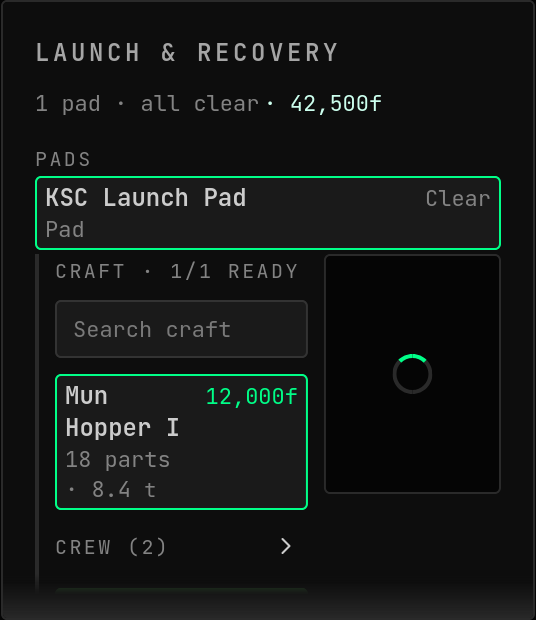 LAUNCH & RECOVERY
1 pad · all clear · 42,500f
PADS
KSC Launch Pad Clear
Pad
CRAFT · 1/1 READY
Search craft
Mun 12,000f
Hopper I
18 parts
· 8.4 t
CREW (2)